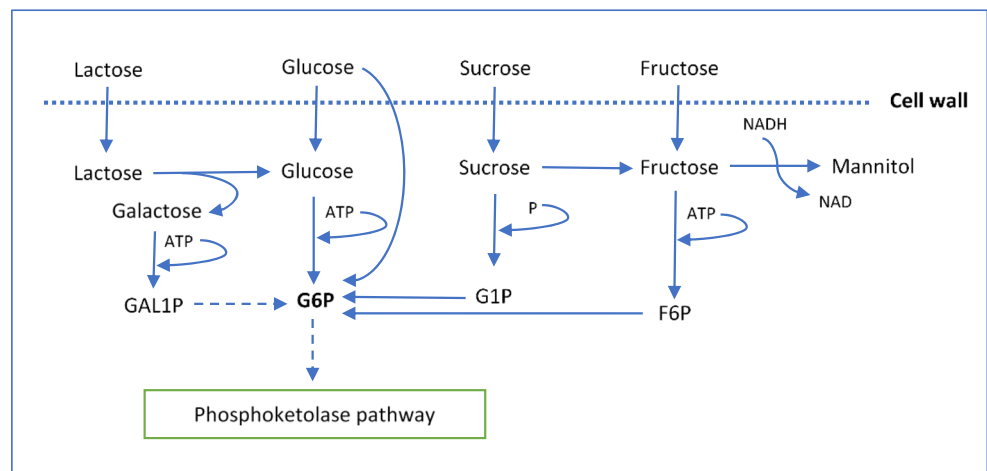 Lactose
Glucose
Sucrose
Fructose
Cell wall
NADH
Lactose
Glucose
Sucrose
Fructose
Mannitol
NAD
Galactose
ATP
P
ATP
ATP
GAL1P
G6P
G1P
F6P
Phosphoketolase pathway